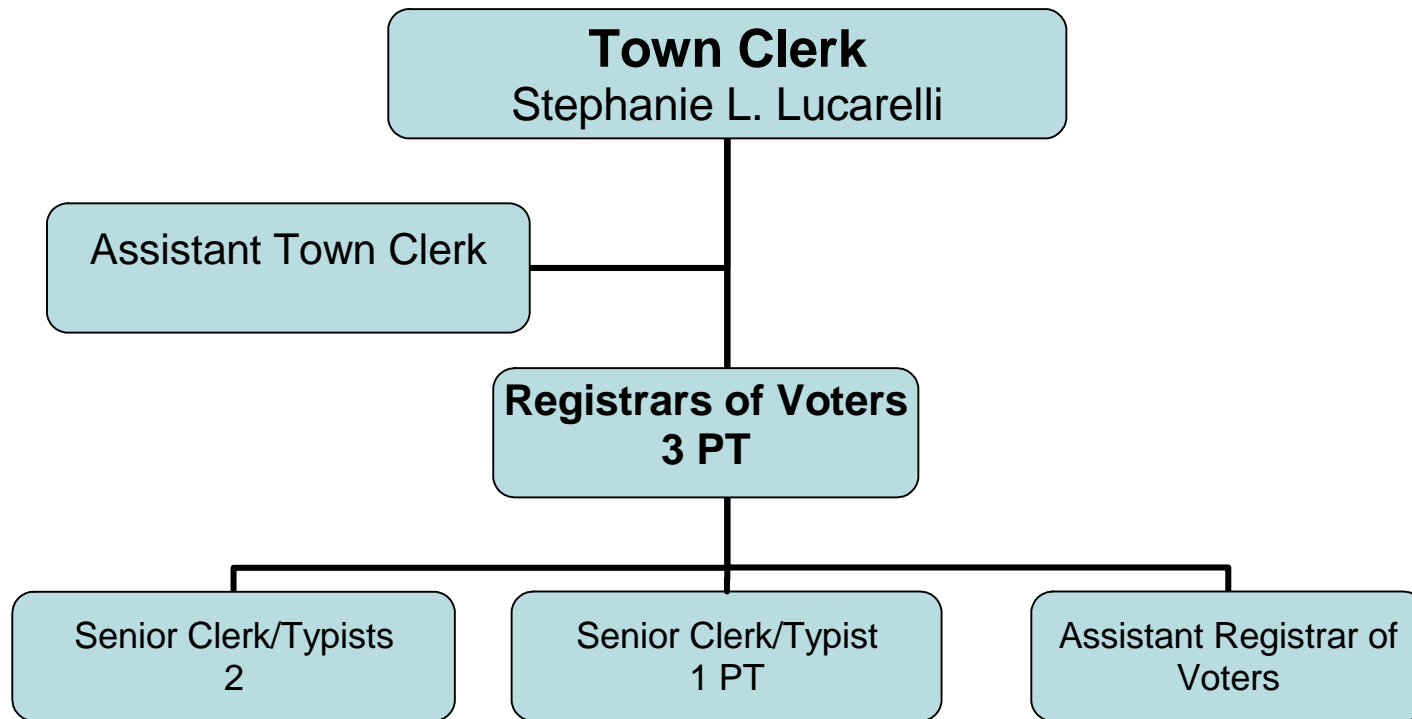 Town Clerk
Stephanie L. Lucarelli
Assistant Town Clerk
Registrars of Voters
3 PT
Senior Clerk/Typists
2
Senior Clerk/Typist
1 PT
Assistant Registrar of
Voters